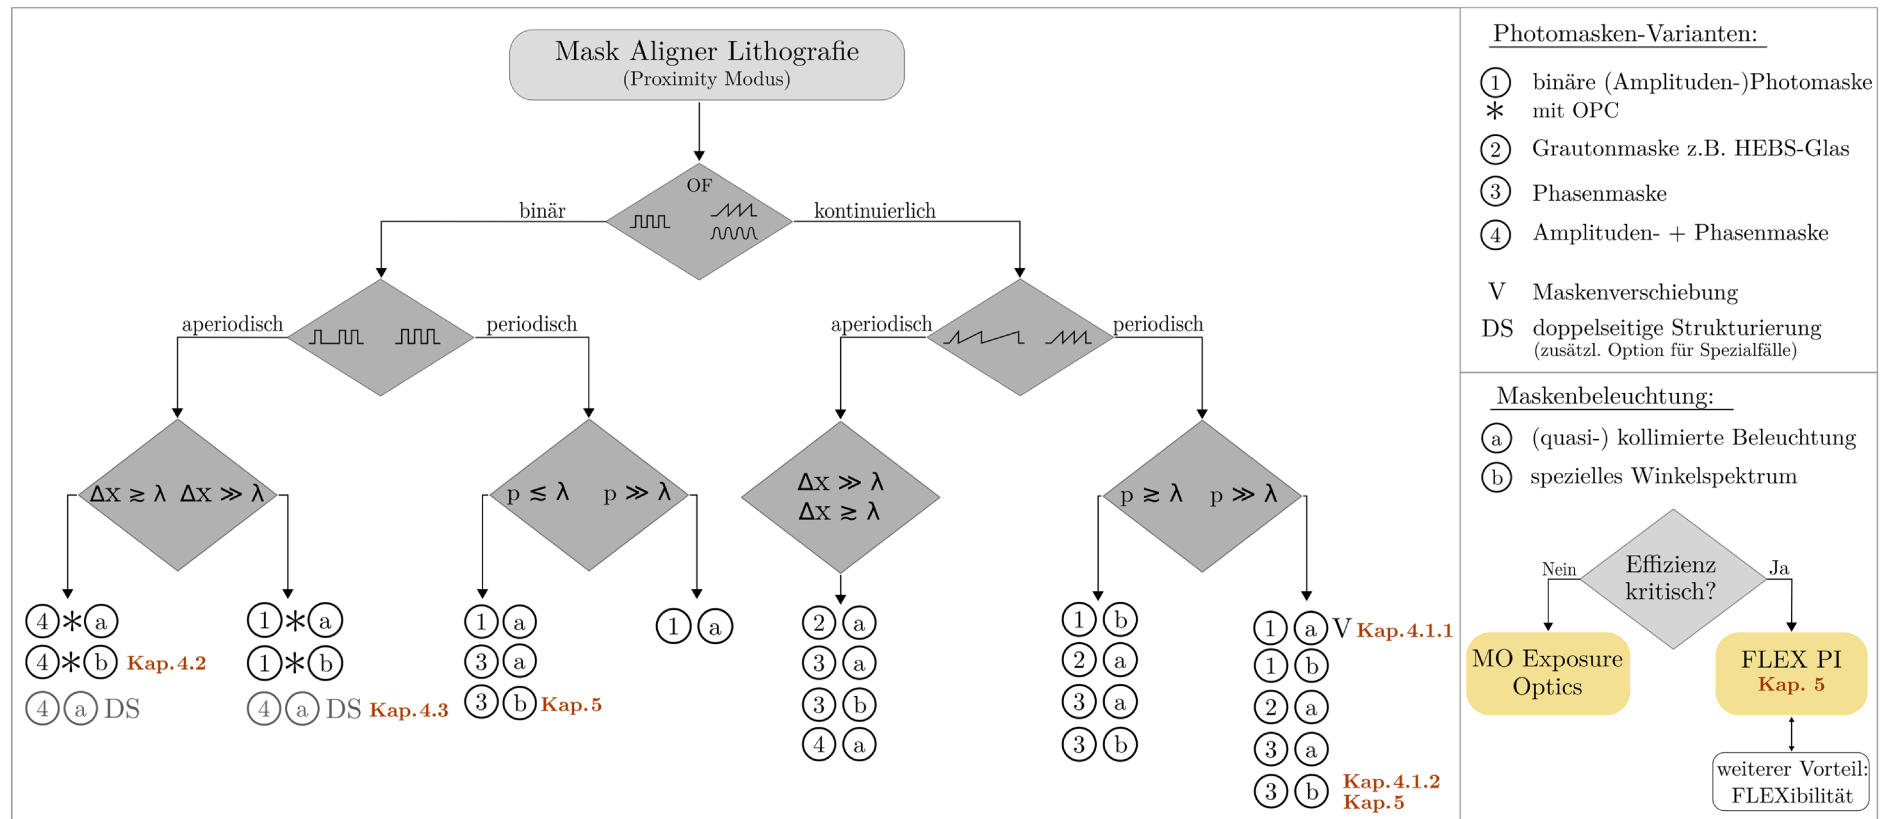 Mask Aligner Lithografie
(Proximity Modus)
OF
binär
kontinuierlich
aperiodisch
periodisch
aperiodisch
periodisch
Δx ≳ λ Δx ≫ λ
p ≲ λ p ≫ λ
Δx ≫ λ
Δx ≳ λ
p ≳ λ p ≫ λ
4 * a
4 * b Kap. 4.2
4 a DS
1 * a
1 * b
4 a DS Kap. 4.3
1 a
3 a
3 b Kap. 5
1 a
2 a
3 a
3 b
4 a
1 b
2 a
3 a
3 b
1 a V Kap. 4.1.1
1 b
2 a
3 a
3 b Kap. 4.1.2
Kap. 5
Photomasken-Varianten:
1 binäre (Amplituden-)Photomaske
* mit OPC
2 Grautonmaske z.B. HEBS-Glas
3 Phasenmaske
4 Amplituden- + Phasenmaske
V Maskenverschiebung
DS doppelseitige Strukturierung
(zusätzl. Option für Spezialfälle)
Maskenbeleuchtung:
a (quasi-) kollimierte Beleuchtung
b spezielles Winkelspektrum
Effizienz
kritisch?
Nein
Ja
MO Exposure
Optics
FLEX PI
Kap. 5
weiterer Vorteil:
FLEXibilität